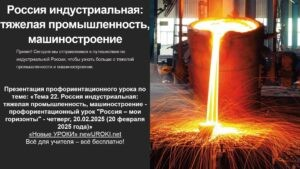 Россия индустриальная:
тяжелая промышленность,
машиностроение
Привет! Сегодня мы отправляемся в путешествие по
индустриальной России, чтобы узнать больше о тяжелой
промышленности и машиностроении.
Презентация профориентационного урока по
теме: «Тема 22. Россия индустриальная:
тяжелая промышленность, машиностроение -
профориентационный урок "Россия – мои
горизонты" - четверг, 20.02.2025 (20 февраля
2025 года)»
«Новые УРОКИ» newUROKI.net
Всё для учителя – всё бесплатно!